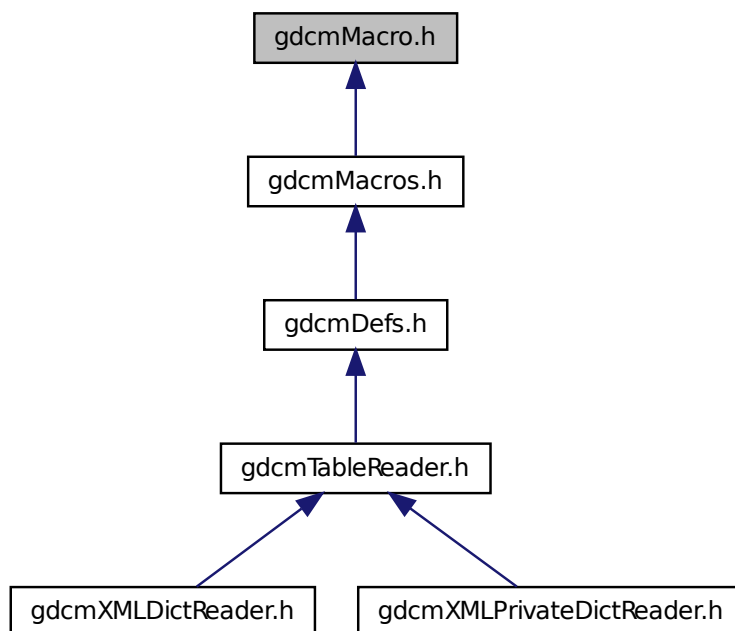 gdcmMacro.h
gdcmMacros.h
gdcmDefs.h
gdcmTableReader.h
gdcmXMLDictReader.h
gdcmXMLPrivateDictReader.h